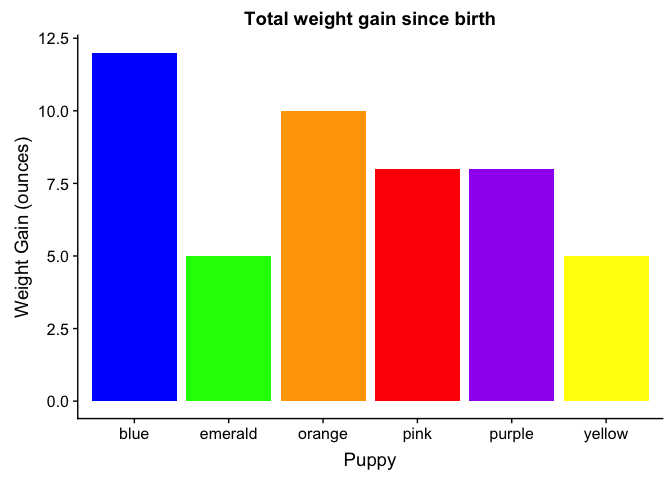 Total weight gain since birth
12.5
10.0
7.5
5.0
2.5
0.0
Weight Gain (ounces)
blue emerald orange pink purple yellow
Puppy